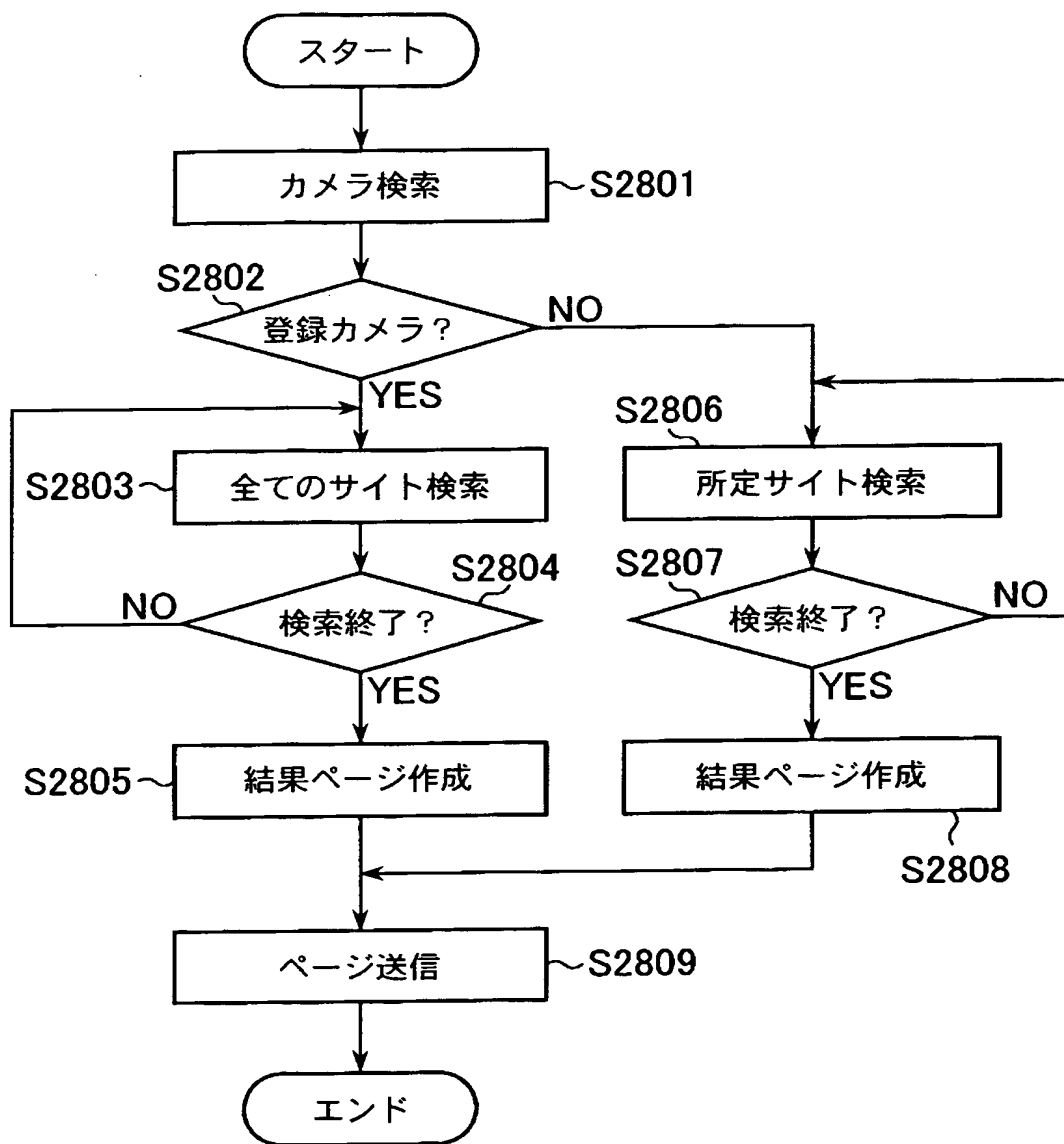 スタート
カメラ検索
S2801
S2802
登録カメラ？
NO
YES
S2803
全てのサイト検索
S2806
所定サイト検索
S2804
検索終了？
NO
YES
S2807
検索終了？
NO
YES
S2805
結果ページ作成
結果ページ作成
S2808
ページ送信
S2809
エンド